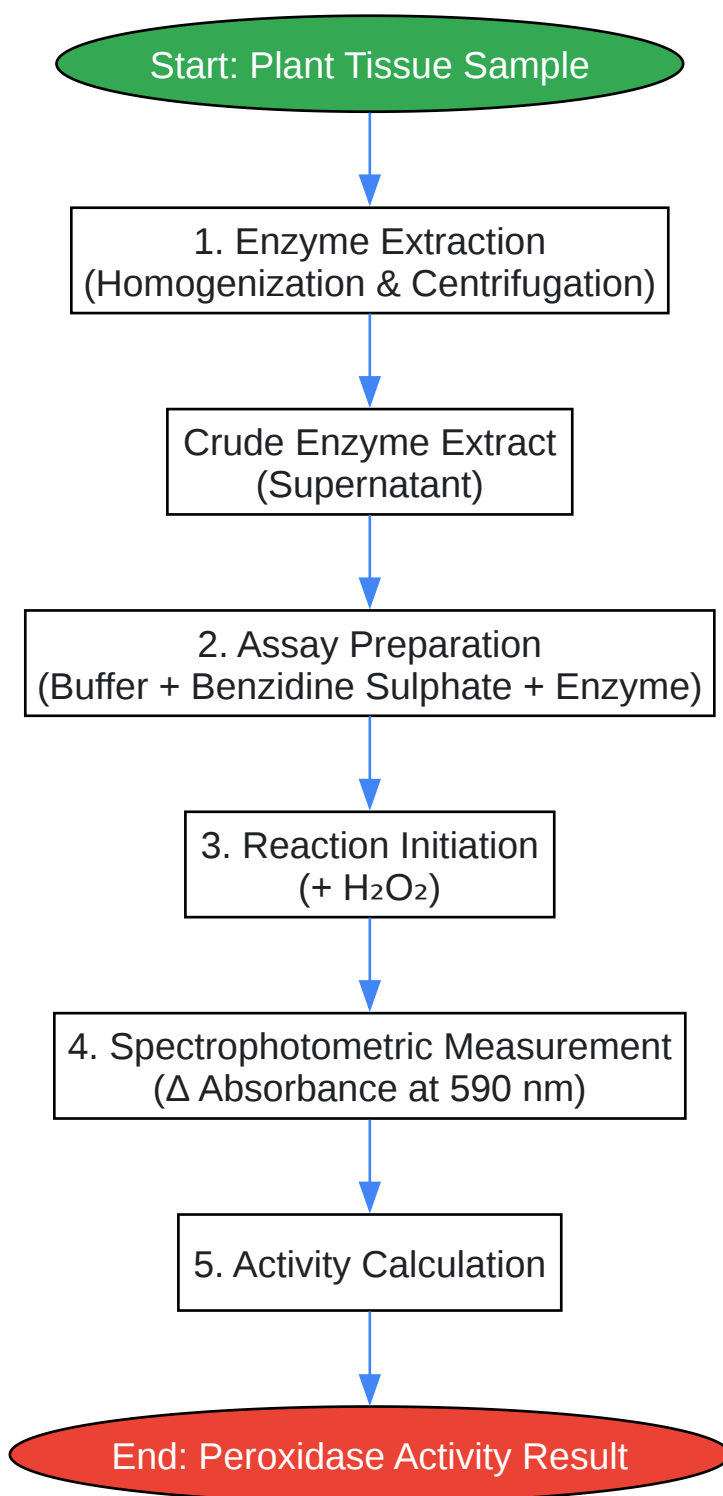 Start: Plant Tissue Sample
1. Enzyme Extraction
(Homogenization & Centrifugation)
Crude Enzyme Extract
(Supernatant)
2. Assay Preparation
(Buffer + Benzidine Sulphate + Enzyme)
3. Reaction Initiation
(+ H₂O₂)
4. Spectrophotometric Measurement
(Δ Absorbance at 590 nm)
5. Activity Calculation
End: Peroxidase Activity Result